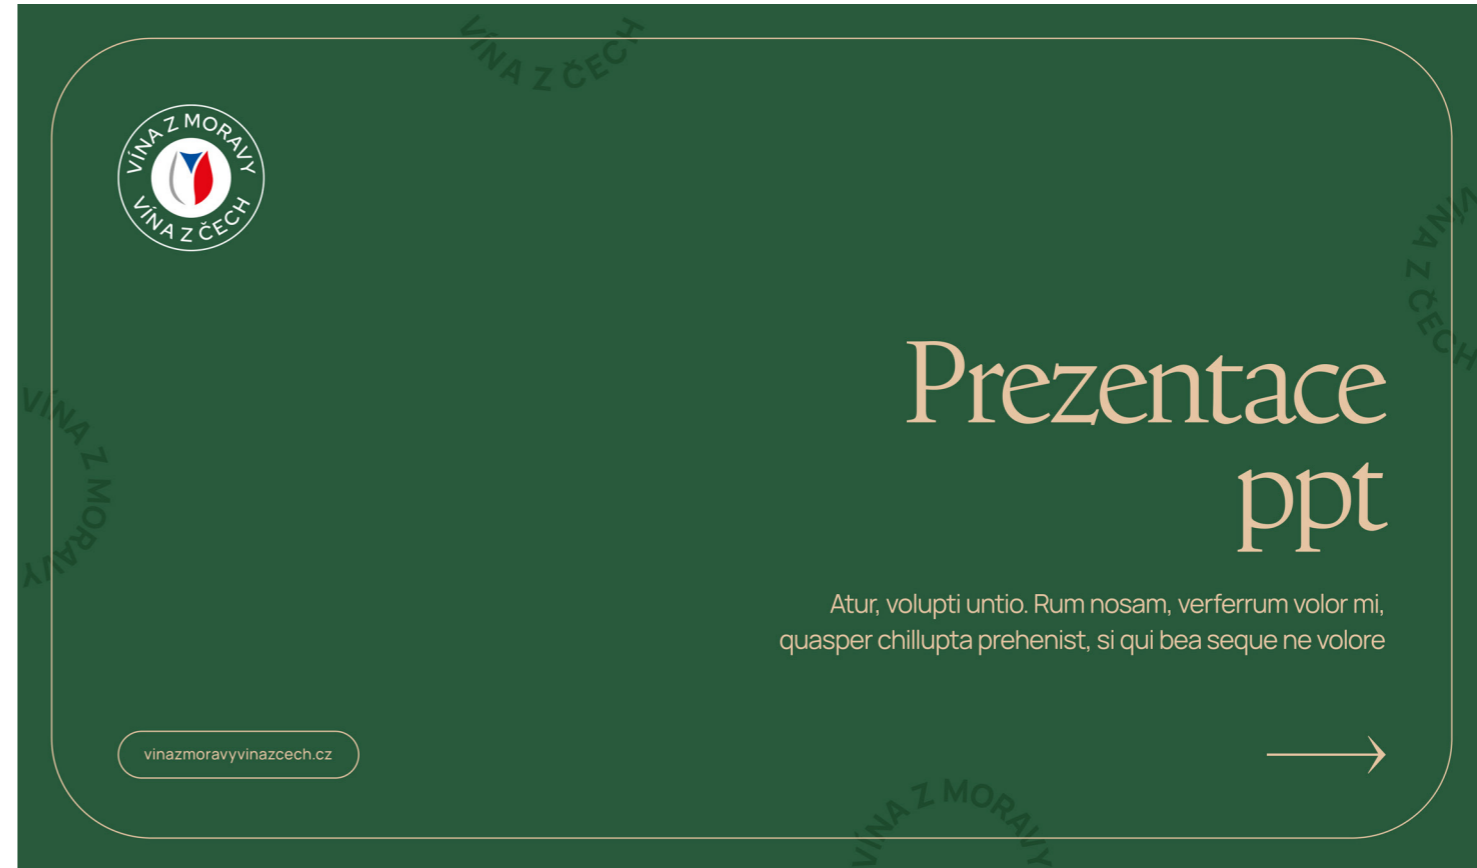 VÍNA Z ČECH
VÍNA Z MORAVY
VÍNA Z ČECH
VÍNA Z ČECH
Prezentace
ppt
VÍNA Z MORAVY
Atur, volupti untio. Rum nosam, verferrum volor mi,
quasper chillupta prehenist, si qui bea seque ne volore
vinazmoravyvinazcech.cz
VÍNA Z MORAVY